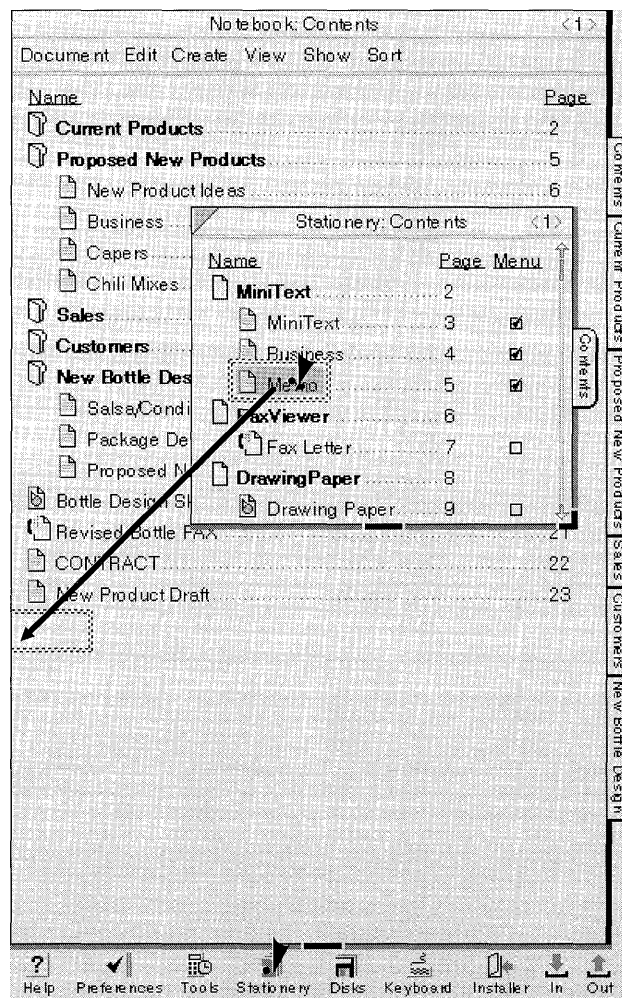 Notebook: Contents <1>
Document Edit Create View Show Sort
Name Page
Current Products 2
Proposed New Products 5
New Product Ideas 6
Business
Capers
Chili Mixes
Sales
Customers
New Bottle Des
Salsa/Condi
Package De
Proposed N
Bottle Design Sk
Revised Bottle FAX 21
CONTRACT 22
New Product Draft 23
Stationery: Contents <1>
Name Page Menu
MiniText 2
MiniText 3
Business 4
Memo 5
FaxViewer 6
Fax Letter 7
DrawingPaper 8
Drawing Paper 9
Contents
Contents
Current Products
Proposed New Products
Sales
Customers
New Bottle Design
Help Preferences Tools Stationery Disks Keyboard Installer In Out